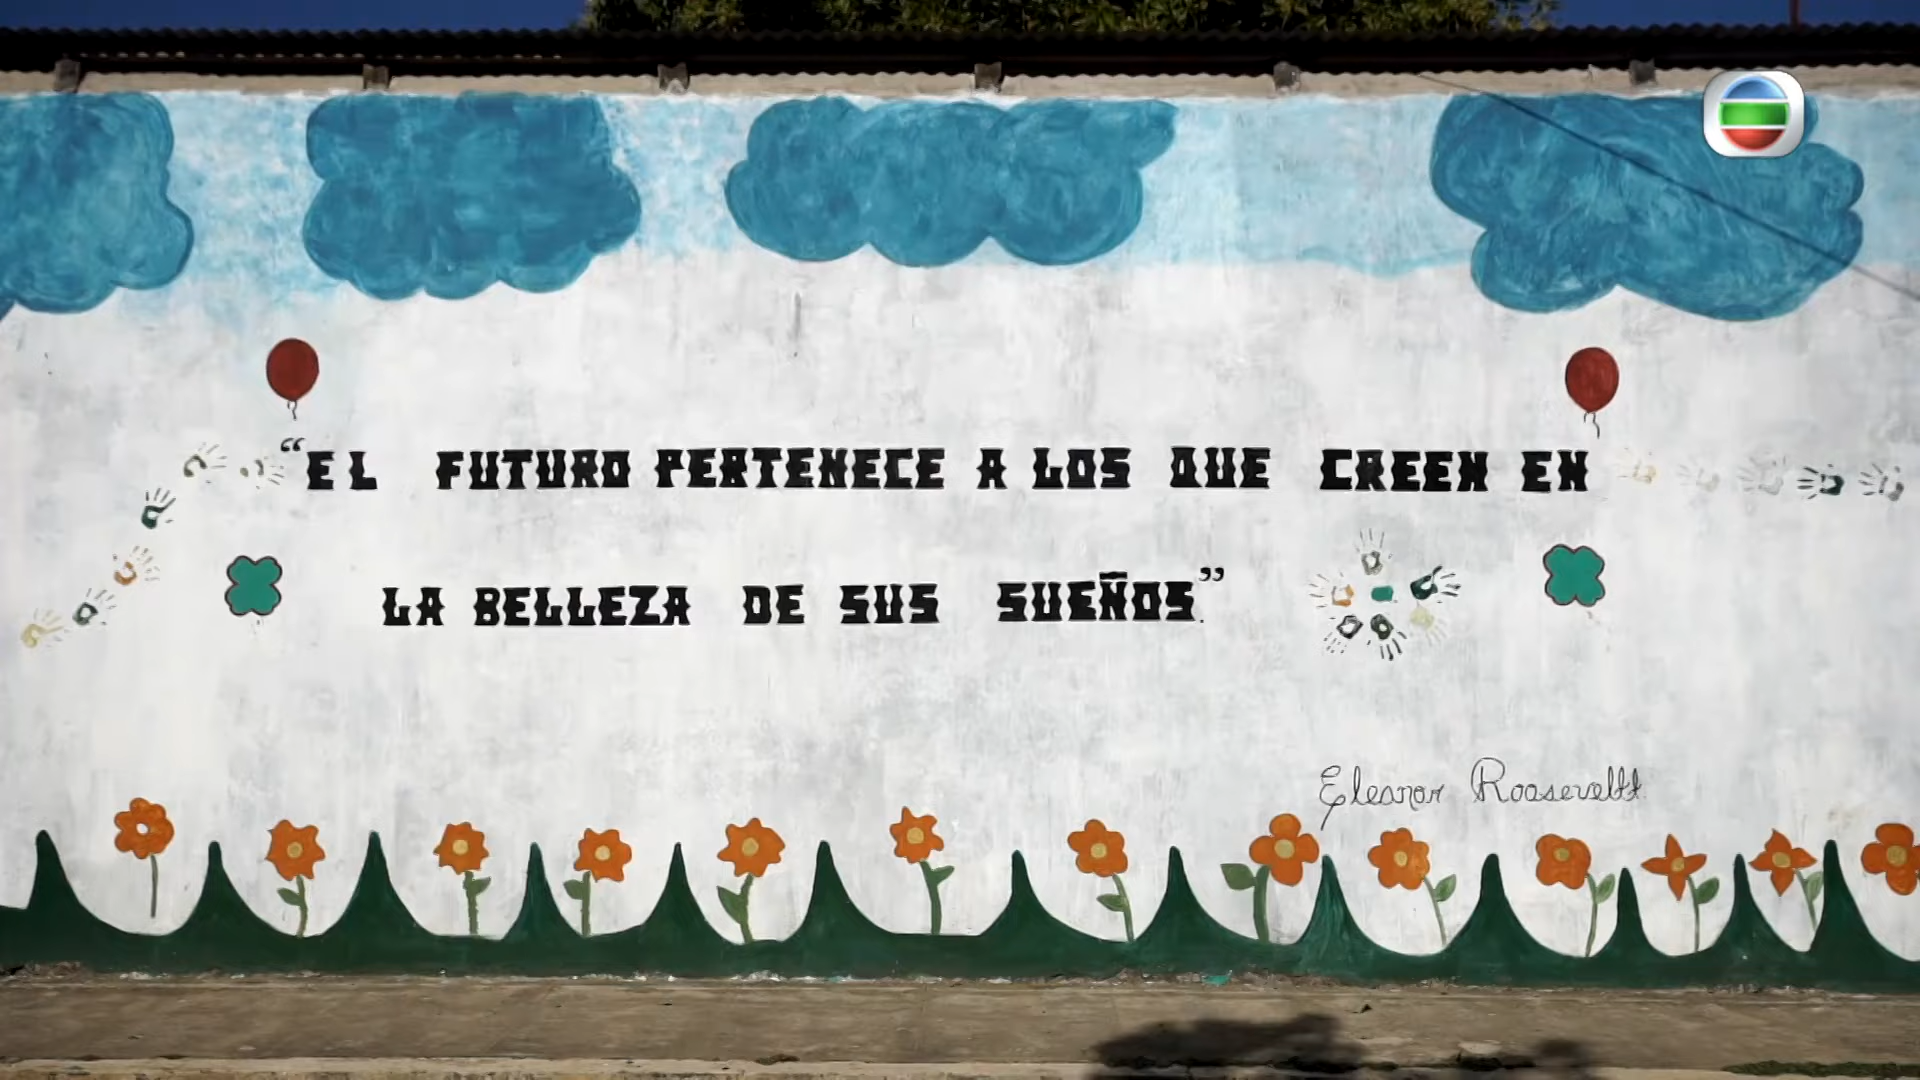 “EL FUTURO PERTENECE A LOS QUE CREEN EN
LA BELLEZA DE SUS SUEÑOS.”
Eleanor Roosevelt